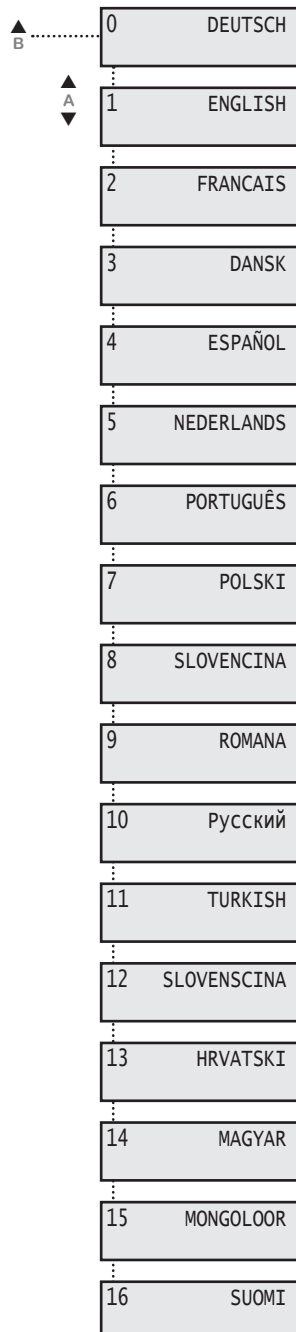 0 DEUTSCH
B
A
1 ENGLISH
2 FRANCAIS
3 DANSK
4 ESPAÑOL
5 NEDERLANDS
6 PORTUGUÊS
7 POLSKI
8 SLOVENCINA
9 ROMANA
10 Русский
11 TURKISH
12 SLOVENSCINA
13 HRVATSKI
14 MAGYAR
15 MONGOLOOR
16 SUOMI